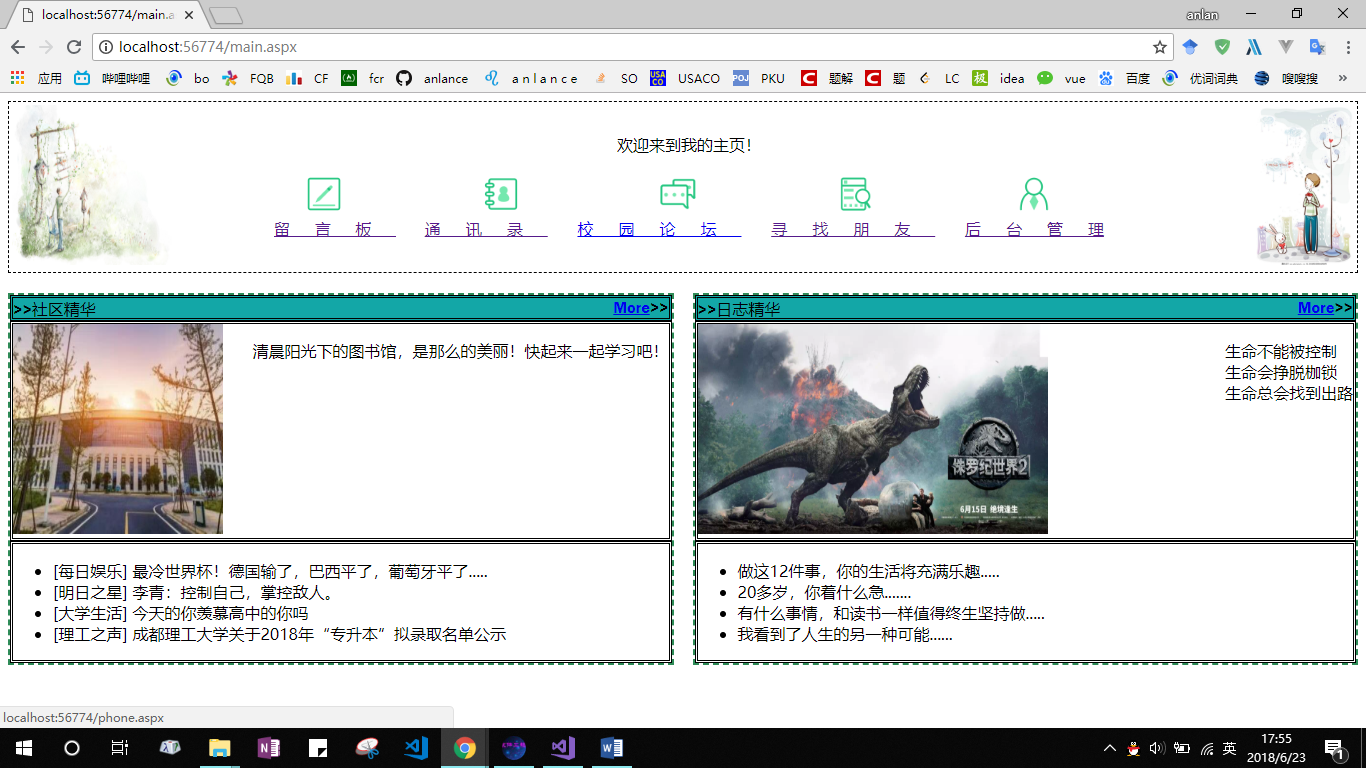 localhost:56774/main.a
anlan
localhost:56774/main.aspx
应用 哔哩哔哩 bo FQB CF fcr anlance a n l a n c e SO USACO PKU 题解 题 LC idea vue 百度 优词词典 嗖嗖搜 »
欢迎来到我的主页！
留 言 板 通 讯 录 校 园 论 坛 寻 找 朋 友 后 台 管 理
>>社区精华 More>>
清晨阳光下的图书馆，是那么的美丽！快起来一起学习吧！
[每日娱乐] 最冷世界杯！德国输了，巴西平了，葡萄牙平了.....
[明日之星] 李青：控制自己，掌控敌人。
[大学生活] 今天的你羡慕高中的你吗
[理工之声] 成都理工大学关于2018年“专升本”拟录取名单公示
>>日志精华 More>>
侏罗纪世界2
6月15日 绝境逢生
生命不能被控制
生命会挣脱枷锁
生命总会找到出路
做这12件事，你的生活将充满乐趣.....
20多岁，你着什么急.......
有什么事情，和读书一样值得终生坚持做.....
我看到了人生的另一种可能......
localhost:56774/phone.aspx
英
17:55
2018/6/23
1